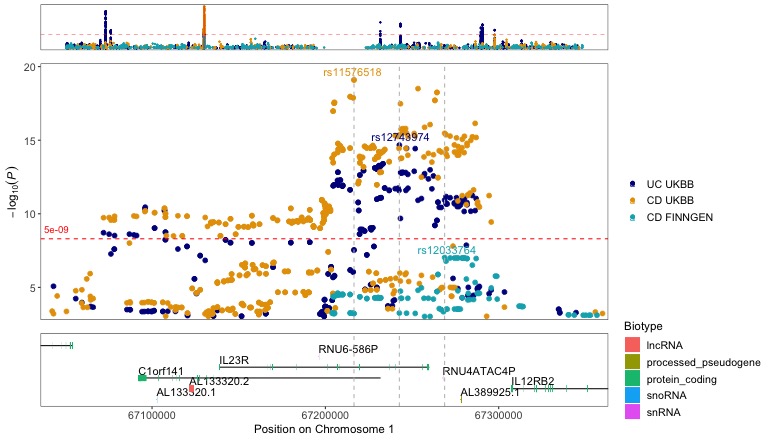 rs11576518
rs12743974
rs12033764
5e-09
20
15
10
5
−log10(P)
UC UKBB
CD UKBB
CD FINNGEN
RNU6-586P
IL23R
C1orf141
RNU4ATAC4P
AL133320.2
AL133320.1
AL389925.1
IL12RB2
67100000
67200000
67300000
Position on Chromosome 1
Biotype
lncRNA
processed_pseudogene
protein_coding
snoRNA
snRNA